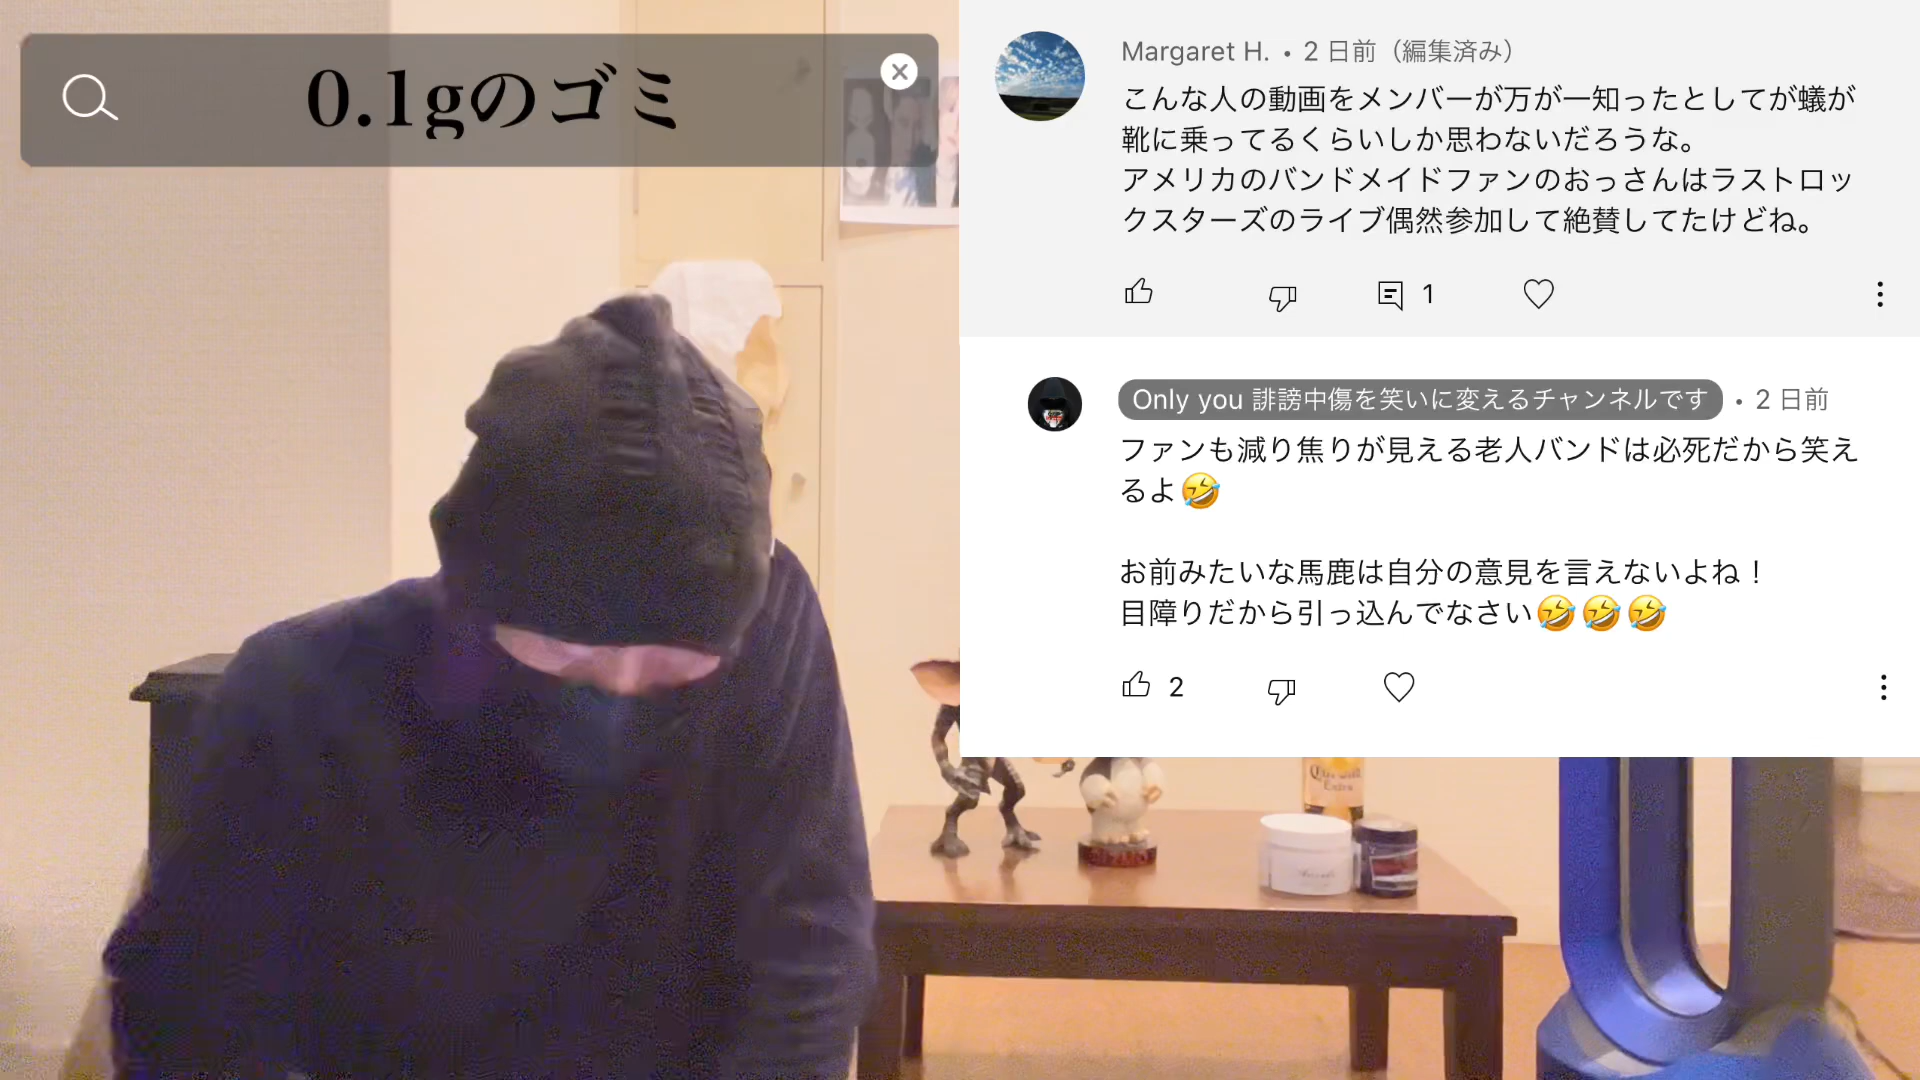 0.1gのゴミ
Margaret H. • 2 日前（編集済み）
こんな人の動画をメンバーが万が一知ったとしてが蟻が
靴に乗ってるくらいしか思わないだろうな。
アメリカのバンドメイドファンのおっさんはラストロッ
クスターズのライブ偶然参加して絶賛してたけどね。
1
Only you 誹謗中傷を笑いに変えるチャンネルです • 2 日前
ファンも減り焦りが見える老人バンドは必死だから笑え
るよ🤣
お前みたいな馬鹿は自分の意見を言えないよね！
目障りだから引っ込んでなさい🤣🤣🤣
2
Extra